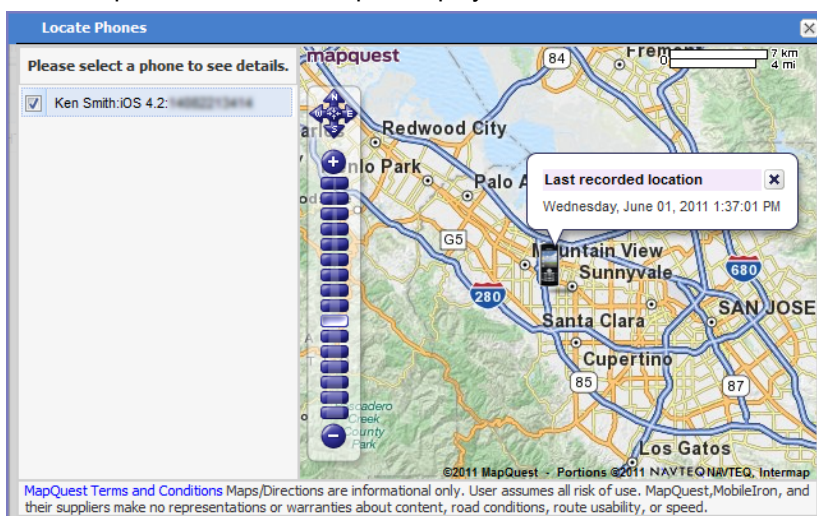 Locate Phones
Please select a phone to see details.
Ken Smith:iOS 4.2:
mapquest
84
Fremont
0
7 km
4 mi
Redwood City
nlo Park
Palo A
Last recorded location
Wednesday, June 01, 2011 1:37:01 PM
N
W
E
S
G5
Mountain View
Sunnyvale
280
680
SAN JOSE
Santa Clara
Cupertino
85
87
Creek
County
Park
Los Gatos
©2011 MapQuest - Portions ©2011 NAVTEQ NAVTEQ, Intermap
MapQuest Terms and Conditions Maps/Directions are informational only. User assumes all risk of use. MapQuest,MobileIron, and
their suppliers make no representations or warranties about content, road conditions, route usability, or speed.